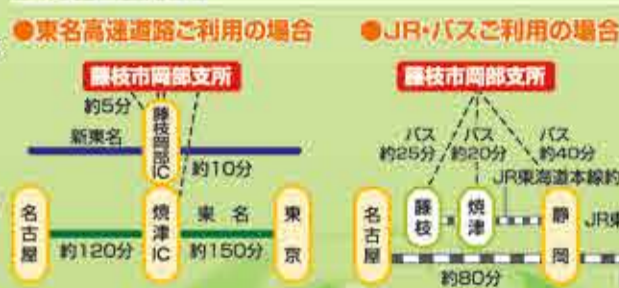 ●東名高速道路ご利用の場合
藤枝市岡部支所
約5分
藤枝岡部IC
新東名
約10分
名古屋
焼津IC
東名
東京
約120分
約150分
●JR・バスご利用の場合
藤枝市岡部支所
バス
約25分
バス
約20分
バス
約40分
JR東海道本線約
名古屋
藤枝
焼津
静岡
JR東
約80分